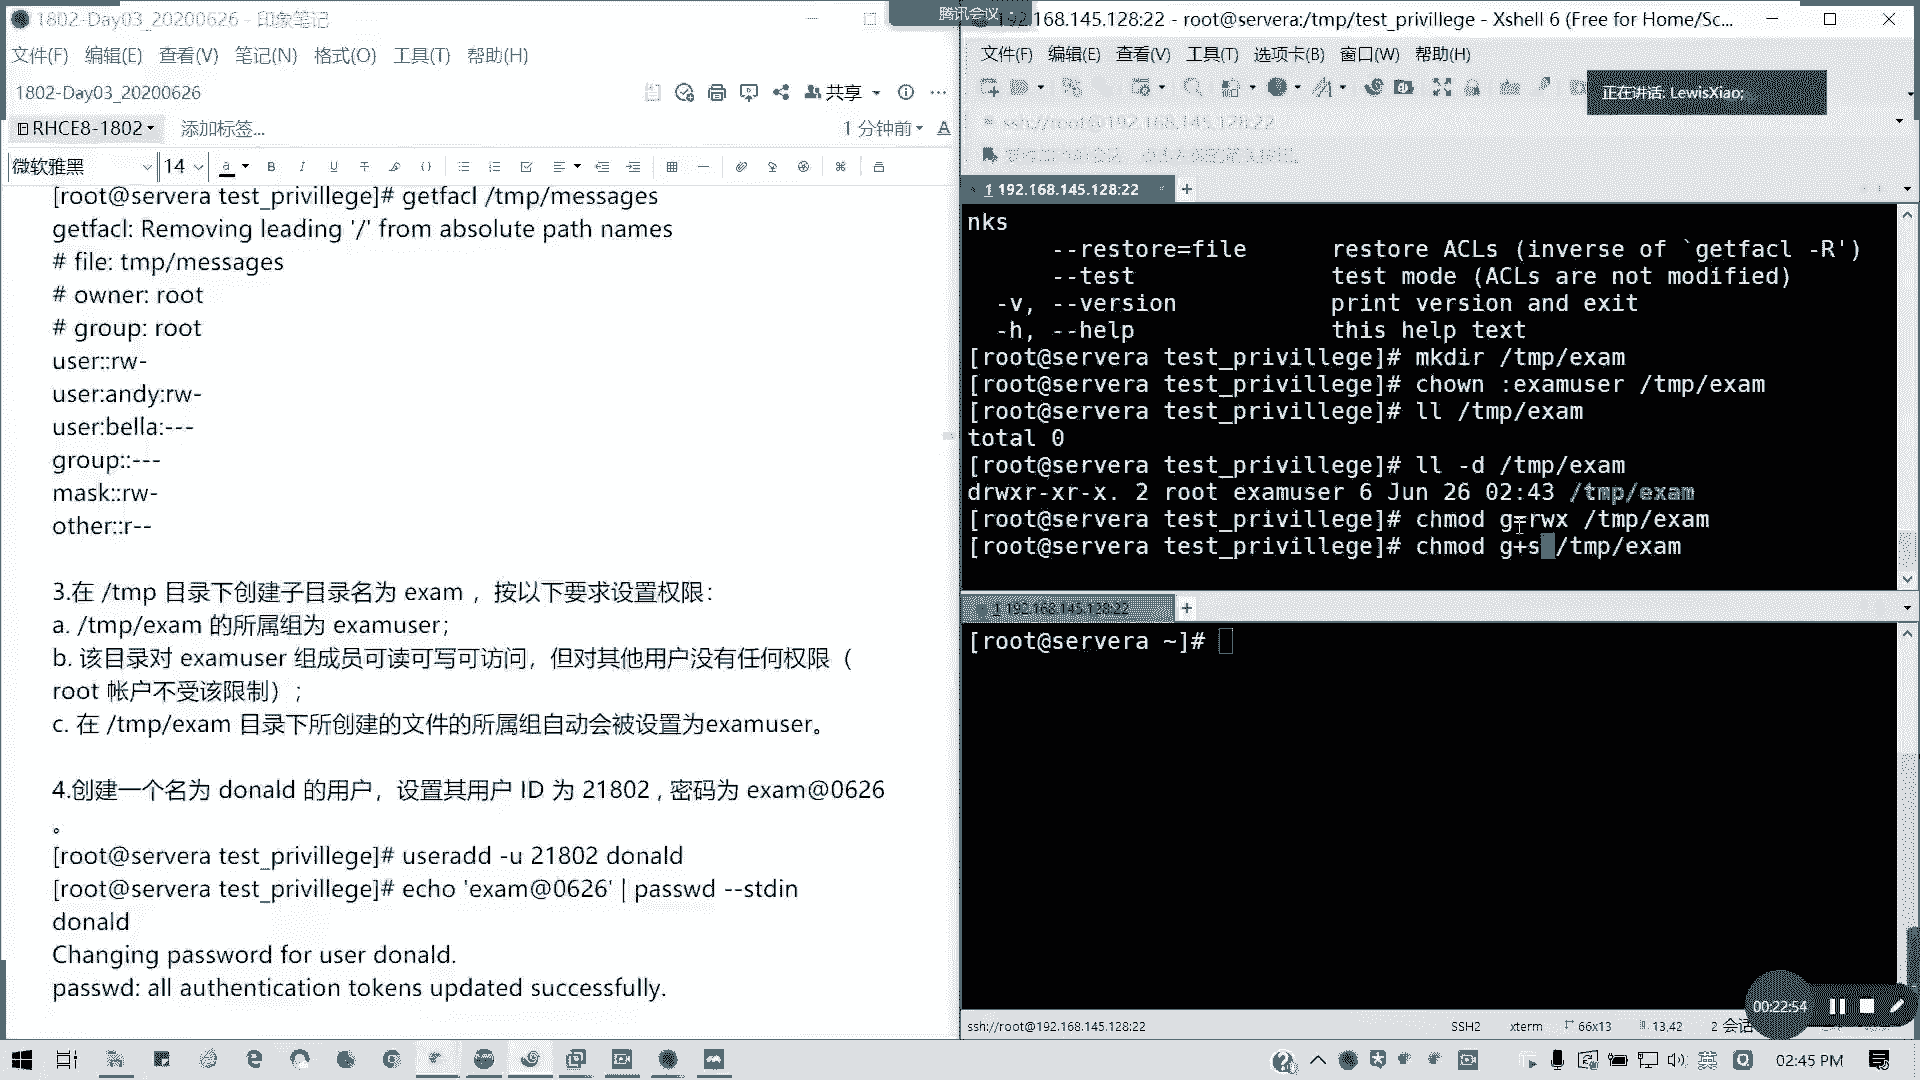 1802-Day03_20200626 - 印象笔记
文件(F) 编辑(E) 查看(V) 笔记(N) 格式(O) 工具(T) 帮助(H)
1802-Day03_20200626
共享
RHCE8-1802
添加标签...
1 分钟前
微软雅黑 14
[root@servera test_privillege]# getfacl /tmp/messages
getfacl: Removing leading '/' from absolute path names
# file: tmp/messages
# owner: root
# group: root
user::rw-
user:andy:rw-
user:bella:---
group::---
mask::rw-
other::r--
3.在 /tmp 目录下创建子目录名为 exam ，按以下要求设置权限：
a. /tmp/exam 的所属组为 examuser；
b. 该目录对 examuser 组成员可读可写可访问，但对其他用户没有任何权限（
root 帐户不受该限制）；
c. 在 /tmp/exam 目录下所创建的文件的所属组自动会被设置为examuser。
4.创建一个名为 donald 的用户，设置其用户 ID 为 21802 , 密码为 exam@0626
。
[root@servera test_privillege]# useradd -u 21802 donald
[root@servera test_privillege]# echo 'exam@0626' | passwd --stdin
donald
Changing password for user donald.
passwd: all authentication tokens updated successfully.
腾讯会议
168.145.128:22 - root@servera:/tmp/test_privillege - Xshell 6 (Free for Home/Sc...
文件(F) 编辑(E) 查看(V) 工具(T) 选项卡(B) 窗口(W) 帮助(H)
正在讲话: LewisXiao;
ssh://root@192.168.145.128:22
1 192.168.145.128:22
nks
--restore=file restore ACLs (inverse of `getfacl -R')
--test test mode (ACLs are not modified)
-v, --version print version and exit
-h, --help this help text
[root@servera test_privillege]# mkdir /tmp/exam
[root@servera test_privillege]# chown :examuser /tmp/exam
[root@servera test_privillege]# ll /tmp/exam
total 0
[root@servera test_privillege]# ll -d /tmp/exam
drwxr-xr-x. 2 root examuser 6 Jun 26 02:43 /tmp/exam
[root@servera test_privillege]# chmod g=rwx /tmp/exam
[root@servera test_privillege]# chmod g+s /tmp/exam
1 192.168.145.128:22
[root@servera ~]#
00:22:54
ssh://root@192.168.145.128:22 SSH2 xterm 66x13 13,42 2 会话
英
02:45 PM